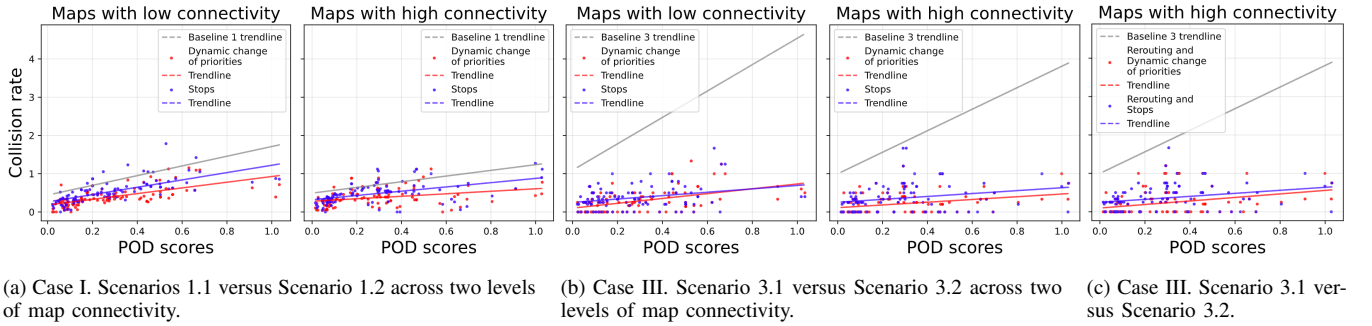 Maps with low connectivity
Maps with high connectivity
Maps with low connectivity
Maps with high connectivity
Maps with high connectivity
Collision rate
4
3
2
1
0
Baseline 1 trendline
Dynamic change
of priorities
Trendline
Stops
Trendline
0.0 0.2 0.4 0.6 0.8 1.0
POD scores
Baseline 1 trendline
Dynamic change
of priorities
Trendline
Stops
Trendline
0.0 0.2 0.4 0.6 0.8 1.0
POD scores
Baseline 3 trendline
Dynamic change
of priorities
Trendline
Stops
Trendline
0.0 0.2 0.4 0.6 0.8 1.0
POD scores
Baseline 3 trendline
Dynamic change
of priorities
Trendline
Stops
Trendline
0.0 0.2 0.4 0.6 0.8 1.0
POD scores
Baseline 3 trendline
Rerouting and
Dynamic change
of priorities
Trendline
Rerouting and
Stops
Trendline
0.0 0.2 0.4 0.6 0.8 1.0
POD scores
(a) Case I. Scenarios 1.1 versus Scenario 1.2 across two levels
of map connectivity.
(b) Case III. Scenario 3.1 versus Scenario 3.2 across two
levels of map connectivity.
(c) Case III. Scenario 3.1 ver-
sus Scenario 3.2.